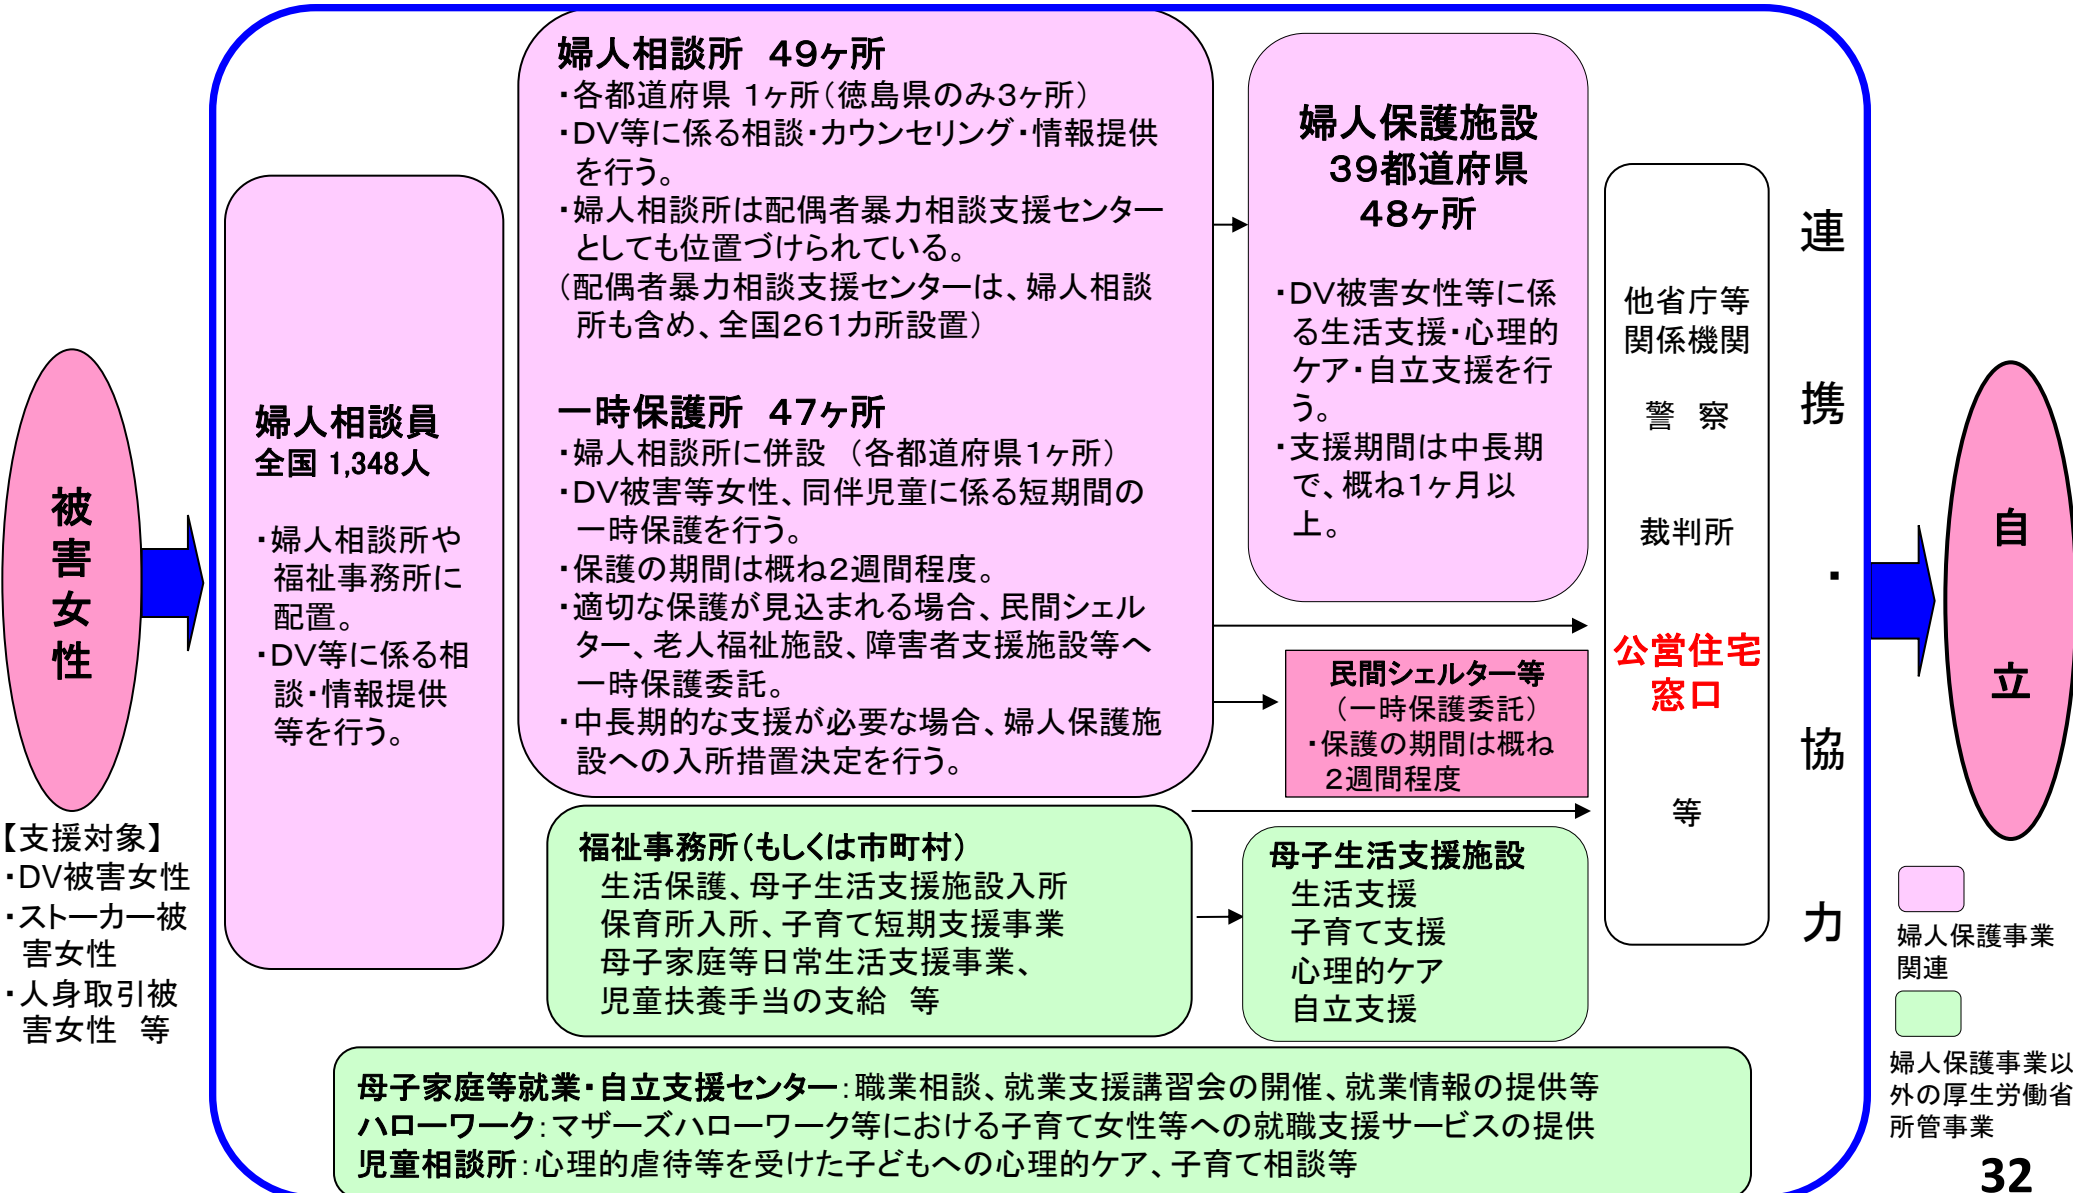 被害女性
【支援対象】
・DV被害女性
・ストーカー被
害女性
・人身取引被
害女性　等
婦人相談員
全国 1,348人
・婦人相談所や
福祉事務所に
配置。
・DV等に係る相
談・情報提供
等を行う。
婦人相談所　49ヶ所
・各都道府県 1ヶ所（徳島県のみ3ヶ所）
・DV等に係る相談・カウンセリング・情報提供
を行う。
・婦人相談所は配偶者暴力相談支援センター
としても位置づけられている。
（配偶者暴力相談支援センターは、婦人相談
所も含め、全国261カ所設置）
一時保護所　47ヶ所
・婦人相談所に併設 （各都道府県1ヶ所）
・DV被害等女性、同伴児童に係る短期間の
一時保護を行う。
・保護の期間は概ね2週間程度。
・適切な保護が見込まれる場合、民間シェル
ター、老人福祉施設、障害者支援施設等へ
一時保護委託。
・中長期的な支援が必要な場合、婦人保護施
設への入所措置決定を行う。
婦人保護施設
39都道府県
48ヶ所
・DV被害女性等に係
る生活支援・心理的
ケア・自立支援を行
う。
・支援期間は中長期
で、概ね1ヶ月以
上。
民間シェルター等
（一時保護委託）
・保護の期間は概ね
2週間程度
福祉事務所（もしくは市町村）
生活保護、母子生活支援施設入所
保育所入所、子育て短期支援事業
母子家庭等日常生活支援事業、
児童扶養手当の支給　等
母子生活支援施設
生活支援
子育て支援
心理的ケア
自立支援
他省庁等
関係機関
警　察
裁判所
公営住宅
窓口
等
連携・協力
母子家庭等就業・自立支援センター：職業相談、就業支援講習会の開催、就業情報の提供等
ハローワーク：マザーズハローワーク等における子育て女性等への就職支援サービスの提供
児童相談所：心理的虐待等を受けた子どもへの心理的ケア、子育て相談等
自立
婦人保護事業
関連
婦人保護事業以
外の厚生労働省
所管事業
32